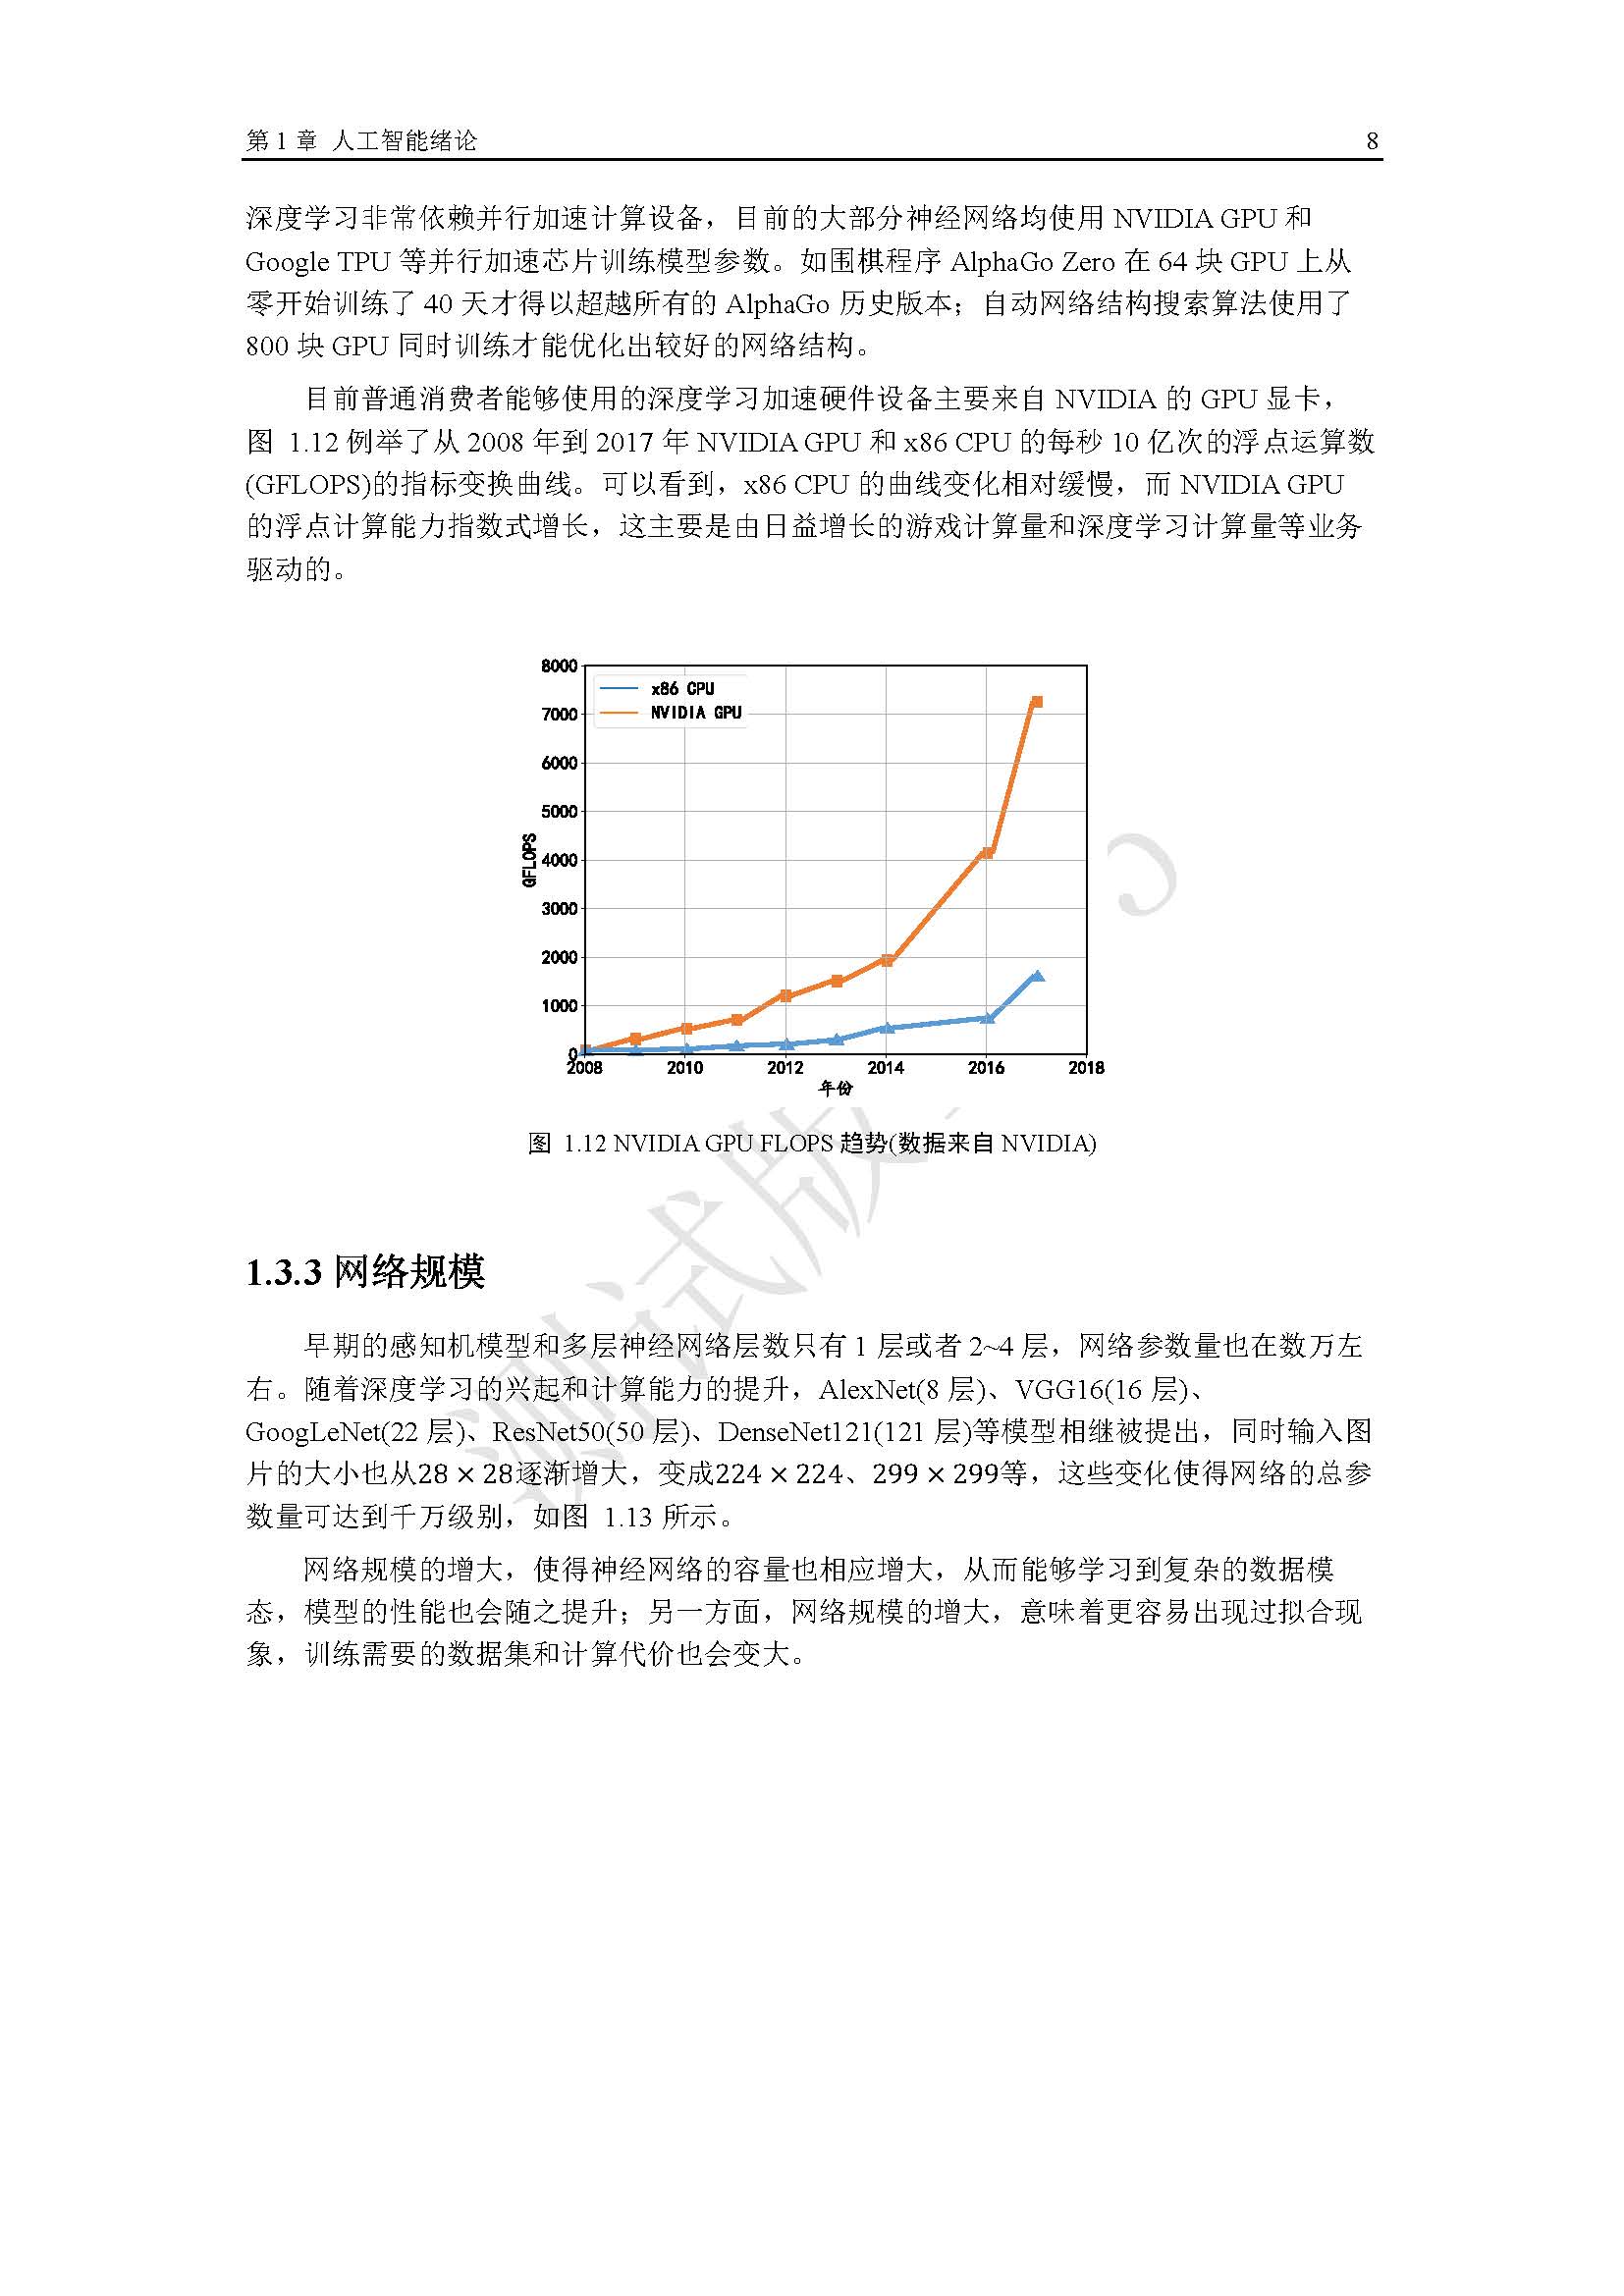 第 1 章 人工智能绪论 8
深度学习非常依赖并行加速计算设备，目前的大部分神经网络均使用 NVIDIA GPU 和
Google TPU 等并行加速芯片训练模型参数。如围棋程序 AlphaGo Zero 在 64 块 GPU 上从
零开始训练了 40 天才得以超越所有的 AlphaGo 历史版本；自动网络结构搜索算法使用了
800 块 GPU 同时训练才能优化出较好的网络结构。
目前普通消费者能够使用的深度学习加速硬件设备主要来自 NVIDIA 的 GPU 显卡，
图 1.12 例举了从 2008 年到 2017 年 NVIDIA GPU 和 x86 CPU 的每秒 10 亿次的浮点运算数
(GFLOPS)的指标变换曲线。可以看到，x86 CPU 的曲线变化相对缓慢，而 NVIDIA GPU
的浮点计算能力指数式增长，这主要是由日益增长的游戏计算量和深度学习计算量等业务
驱动的。
8000
x86 CPU
7000
NVIDIA GPU
6000
5000
GFLOPS
4000
3000
2000
1000
0
2008 2010 2012 2014 2016 2018
年份
图 1.12 NVIDIA GPU FLOPS 趋势(数据来自 NVIDIA)
测试版
1.3.3 网络规模
早期的感知机模型和多层神经网络层数只有 1 层或者 2~4 层，网络参数量也在数万左
右。随着深度学习的兴起和计算能力的提升，AlexNet(8 层)、VGG16(16 层)、
GoogLeNet(22 层)、ResNet50(50 层)、DenseNet121(121 层)等模型相继被提出，同时输入图
片的大小也从28 × 28逐渐增大，变成224 × 224、299 × 299等，这些变化使得网络的总参
数量可达到千万级别，如图 1.13 所示。
网络规模的增大，使得神经网络的容量也相应增大，从而能够学习到复杂的数据模
态，模型的性能也会随之提升；另一方面，网络规模的增大，意味着更容易出现过拟合现
象，训练需要的数据集和计算代价也会变大。